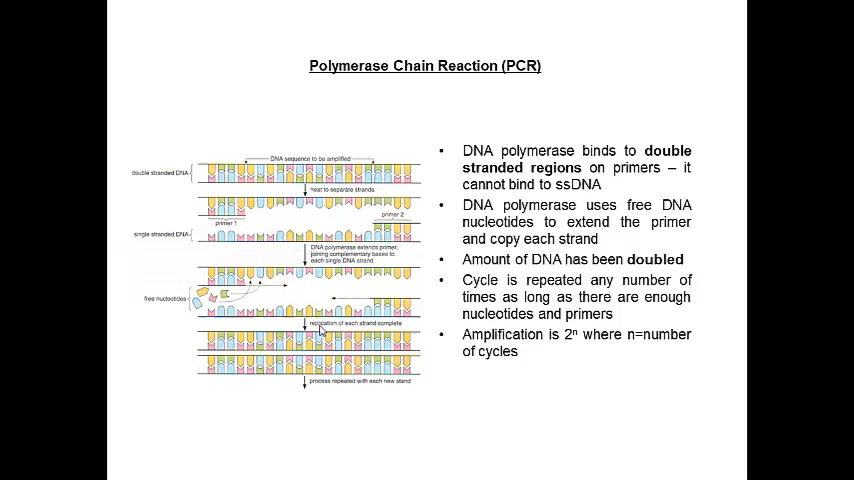 Polymerase Chain Reaction (PCR)
DNA sequence to be amplified
double stranded DNA
heat to separate strands
primer 2
primer 1
single stranded DNA
DNA polymerase extends primer,
joining complementary bases to
each single DNA strand
free nucleotides
replication of each strand complete
process repeated with each new stand
• DNA polymerase binds to double
stranded regions on primers – it
cannot bind to ssDNA
• DNA polymerase uses free DNA
nucleotides to extend the primer
and copy each strand
• Amount of DNA has been doubled
• Cycle is repeated any number of
times as long as there are enough
nucleotides and primers
• Amplification is 2ⁿ where n=number
of cycles